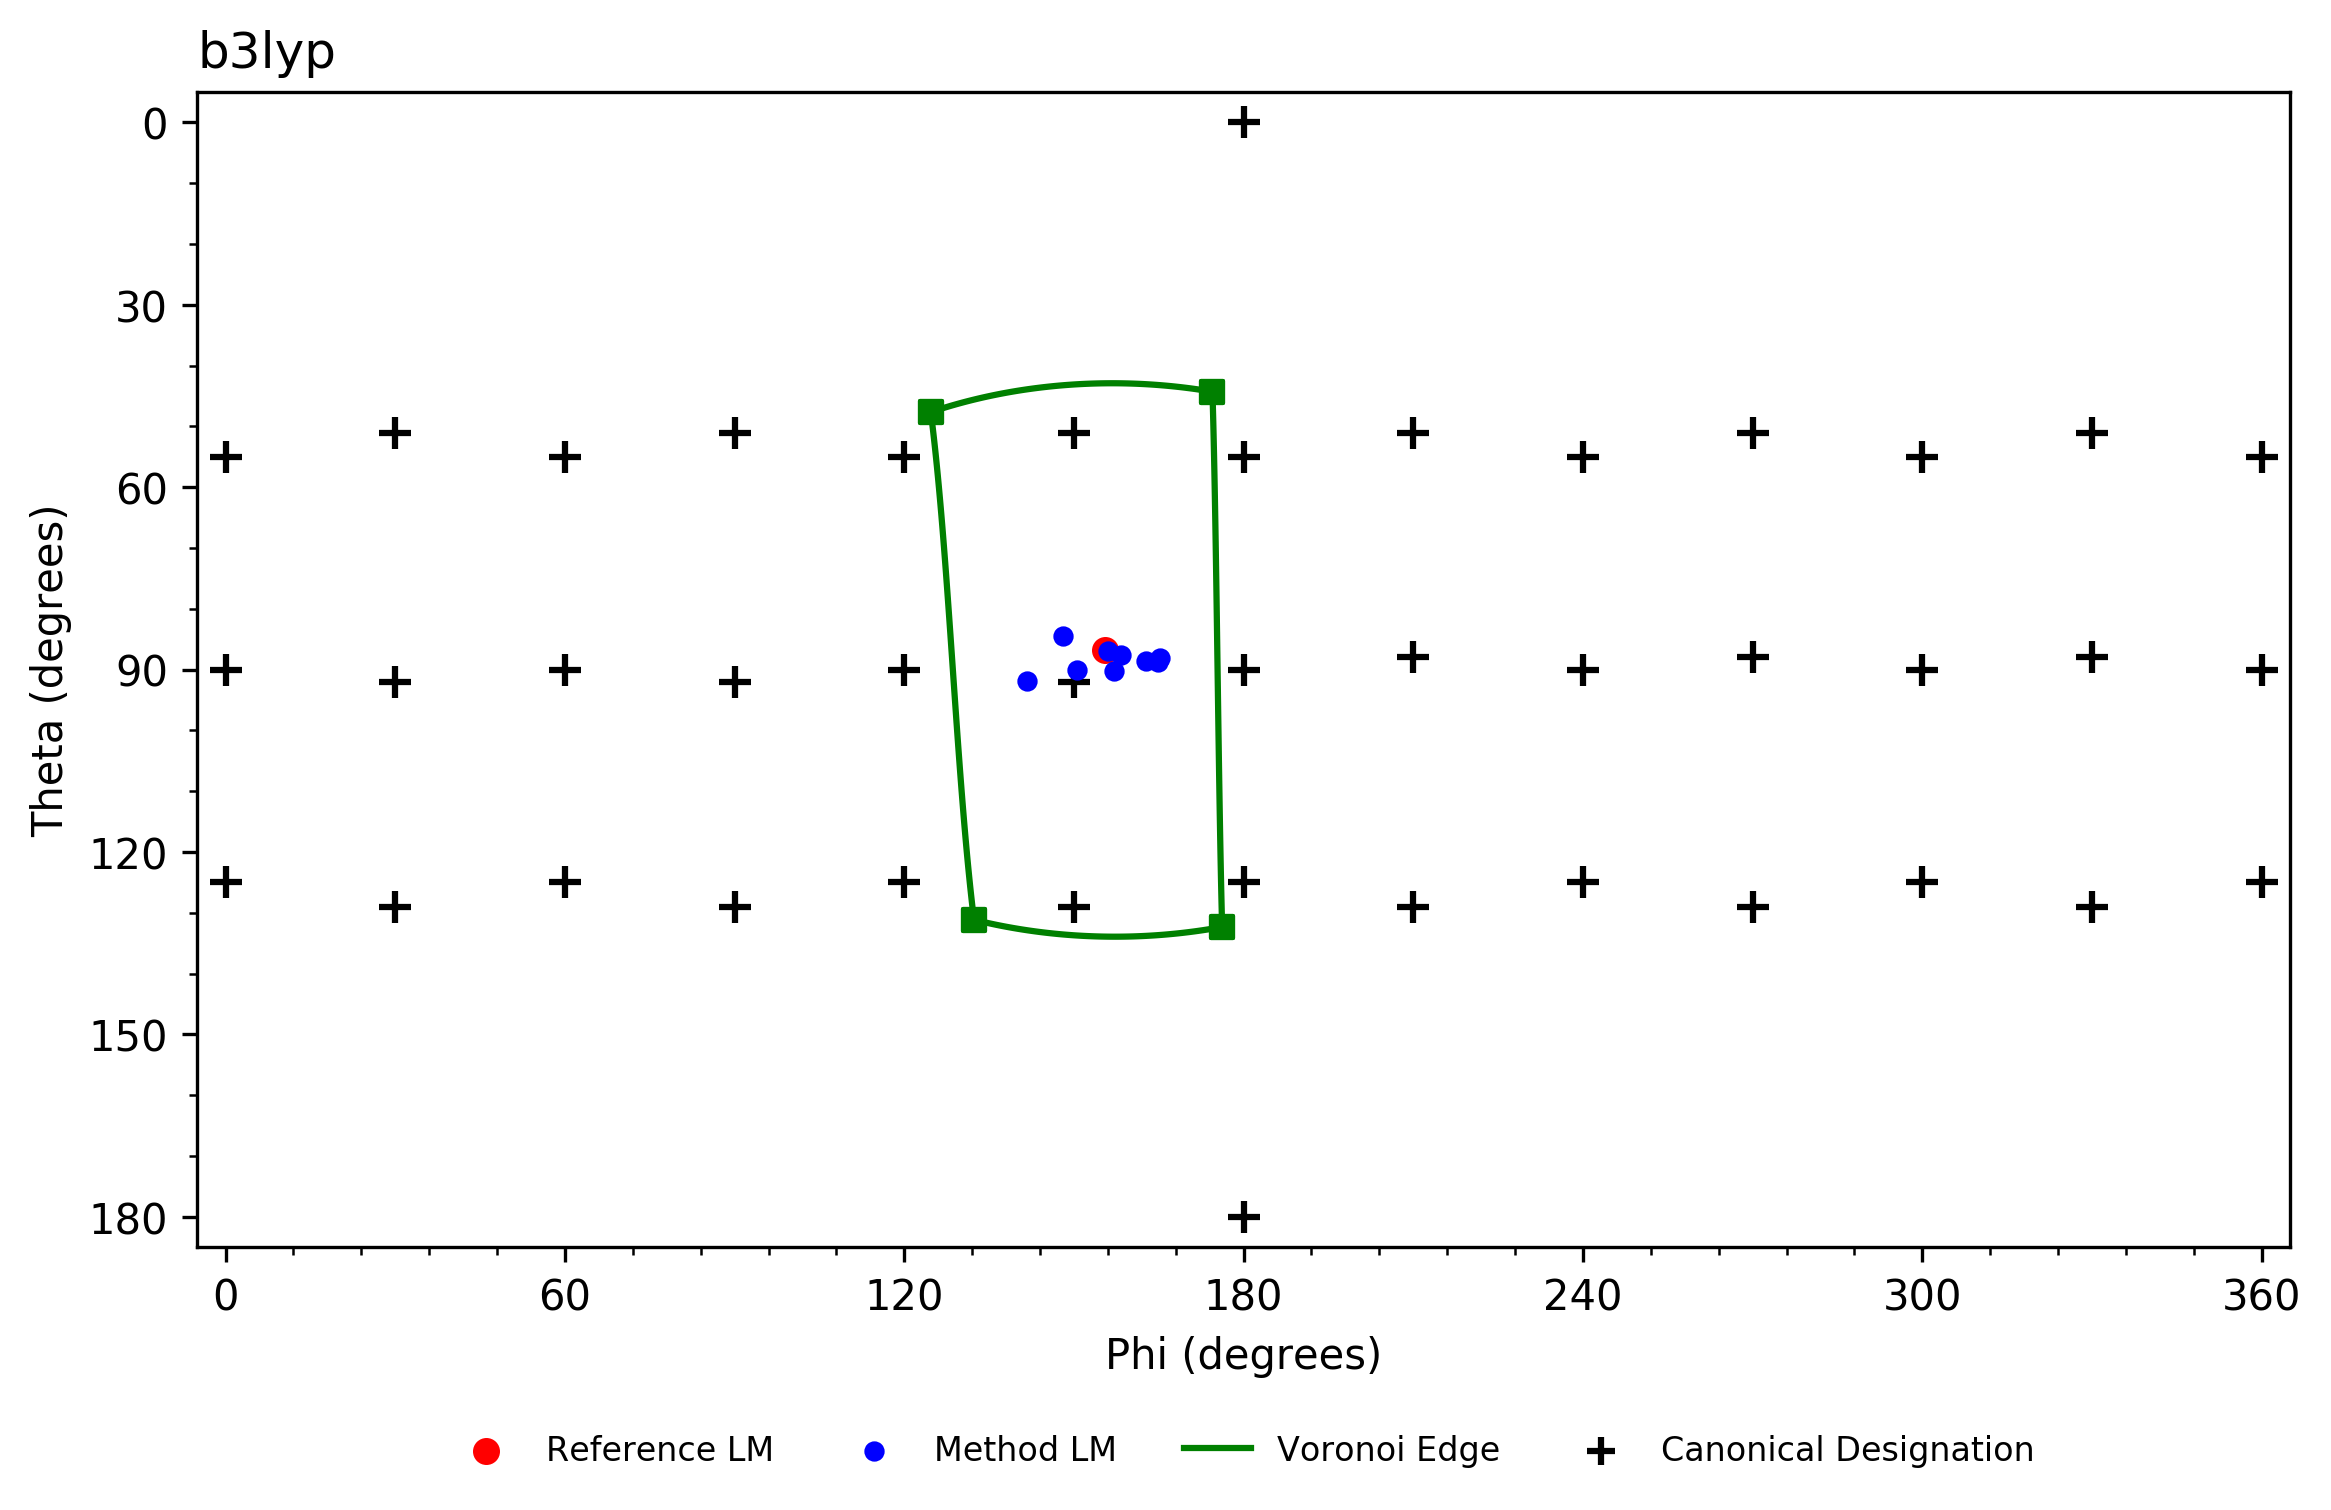 b3lyp
0
30
60
90
120
150
180
Theta (degrees)
0 60 120 180 240 300 360
Phi (degrees)
Reference LM Method LM Voronoi Edge Canonical Designation